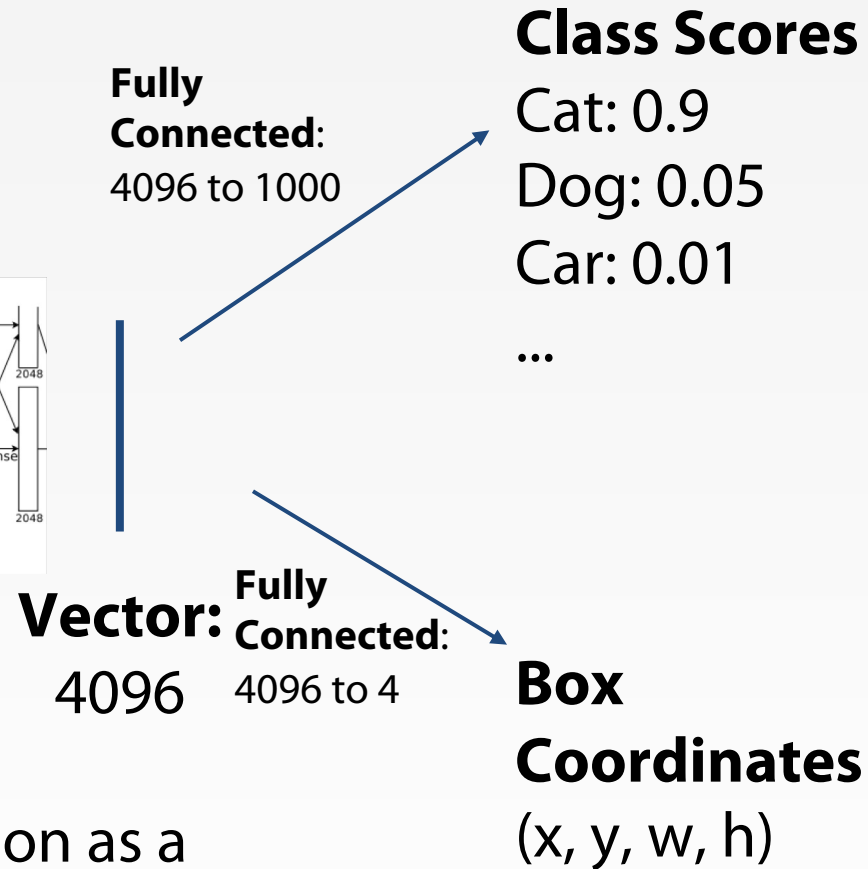 Class Scores
Cat: 0.9
Dog: 0.05
Car: 0.01
...
Fully
Connected:
4096 to 1000
2048
2048
Vector:
4096
Fully
Connected:
4096 to 4
Box
Coordinates
(x, y, w, h)
on as a